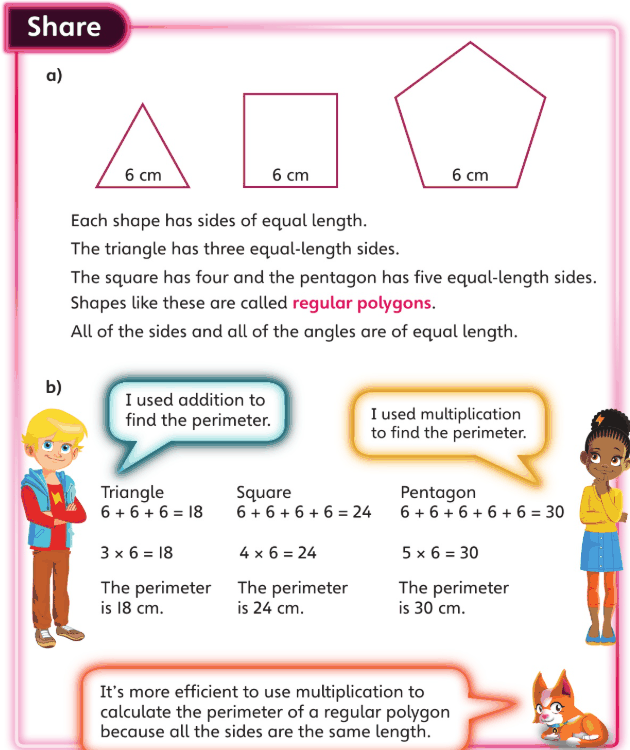 Share
a)
6 cm
6 cm
6 cm
Each shape has sides of equal length.
The triangle has three equal-length sides.
The square has four and the pentagon has five equal-length sides.
Shapes like these are called regular polygons.
All of the sides and all of the angles are of equal length.
b)
I used addition to
find the perimeter.
I used multiplication
to find the perimeter.
Triangle
6 + 6 + 6 = 18
3 × 6 = 18
The perimeter
is 18 cm.
Square
6 + 6 + 6 + 6 = 24
4 × 6 = 24
The perimeter
is 24 cm.
Pentagon
6 + 6 + 6 + 6 + 6 = 30
5 × 6 = 30
The perimeter
is 30 cm.
It's more efficient to use multiplication to
calculate the perimeter of a regular polygon
because all the sides are the same length.